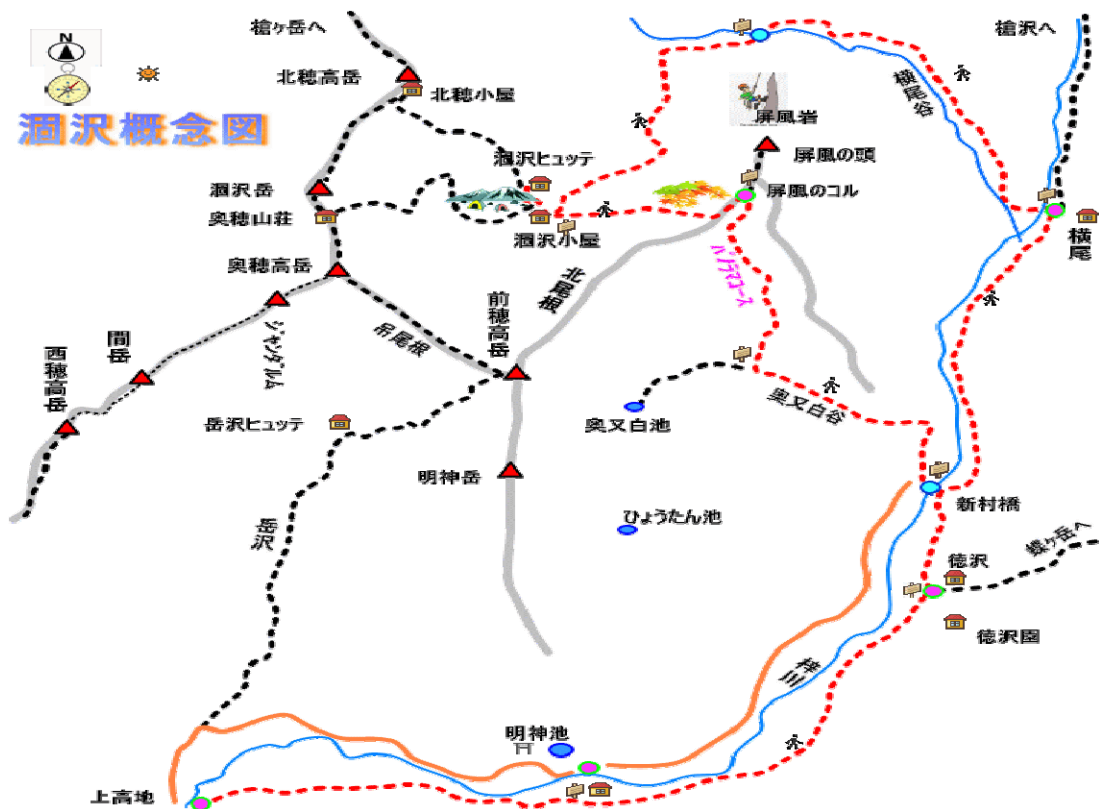 槍ヶ岳へ
槍沢へ
N
北穂高岳
北穂小屋
横尾谷
涸沢概念図
屏風岩
涸沢ヒュッテ
屏風の頭
涸沢岳
屏風のコル
奥穂山荘
涸沢小屋
横尾
奥穂高岳
パノラマコース
北尾根
前穂高岳
吊尾根
ジャンダルム
間岳
西穂高岳
奥又白谷
岳沢ヒュッテ
奥又白池
明神岳
新村橋
ひょうたん池
岳沢
蝶ヶ岳へ
徳沢
徳沢園
梓川
明神池
上高地